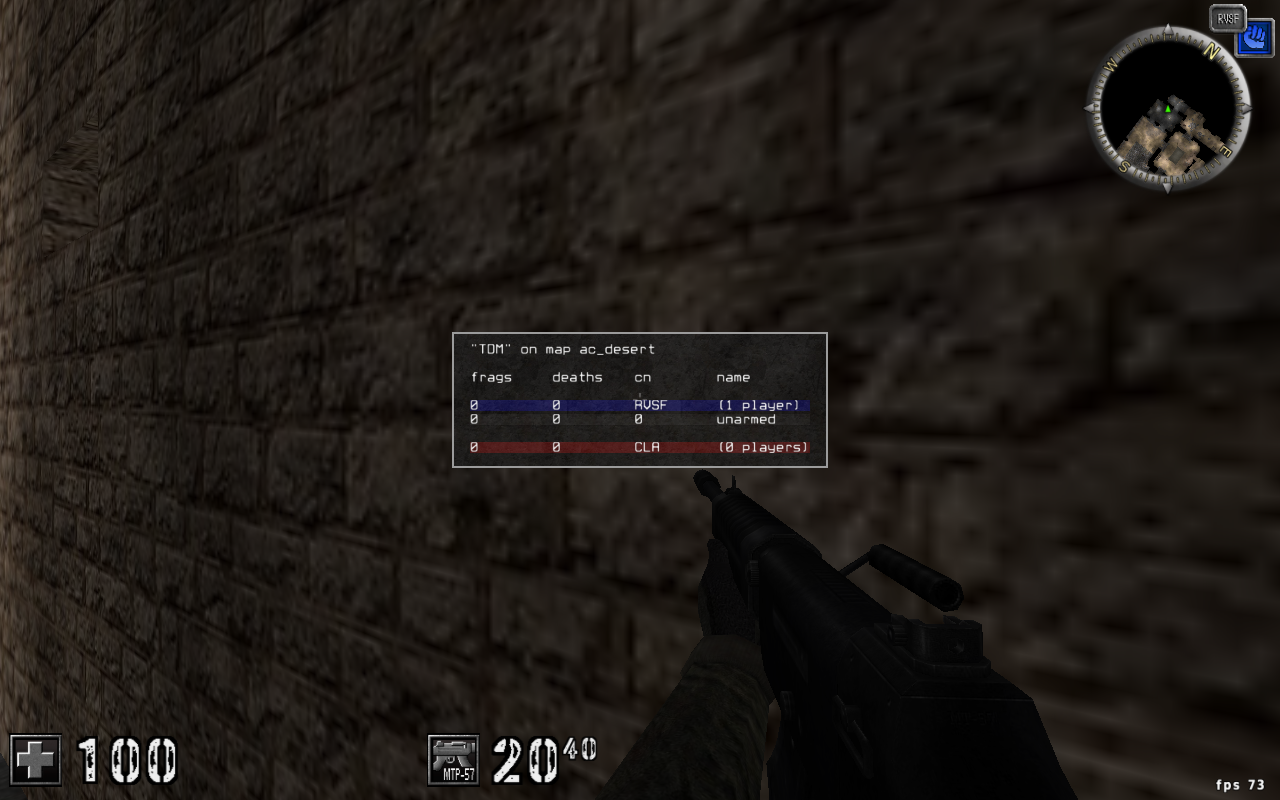 RVSF
N
W
E
S
"TDM" on map ac_desert
frags deaths cn name
0 0 RVSF (1 player)
0 0 0 unarmed
0 0 CLA (0 players)
100
MTP-57
20 40
fps 73